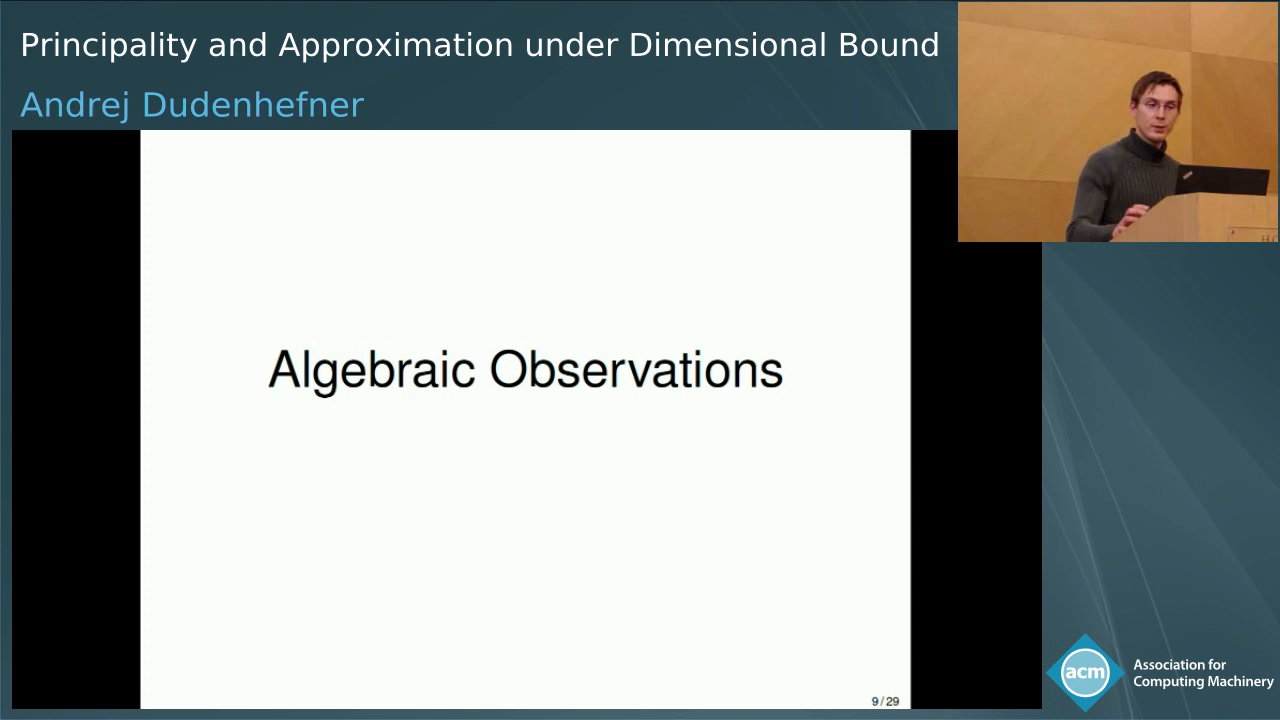 Principality and Approximation under Dimensional Bound
Andrej Dudenhefner
Algebraic Observations
9/29
acm
Association for
Computing Machinery